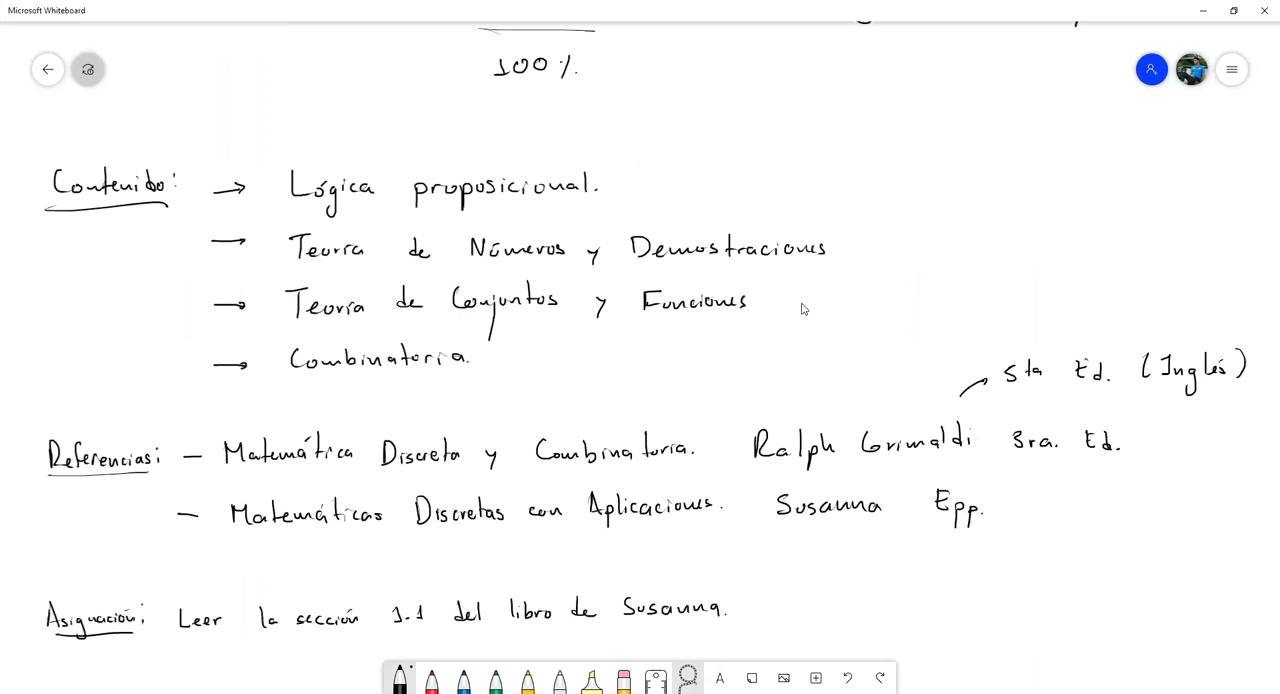 Microsoft Whiteboard
100 %.
Contenido: → Lógica proposicional.
→ Teoría de Números y Demostraciones
→ Teoría de Conjuntos y Funciones
→ Combinatoria.
5ta Ed. (Inglés)
Referencias: - Matemática Discreta y Combinatoria. Ralph Grimaldi 3ra. Ed.
- Matemáticas Discretas con Aplicaciones. Susanna Epp.
Asignación: Leer la sección 1.1 del libro de Susanna.